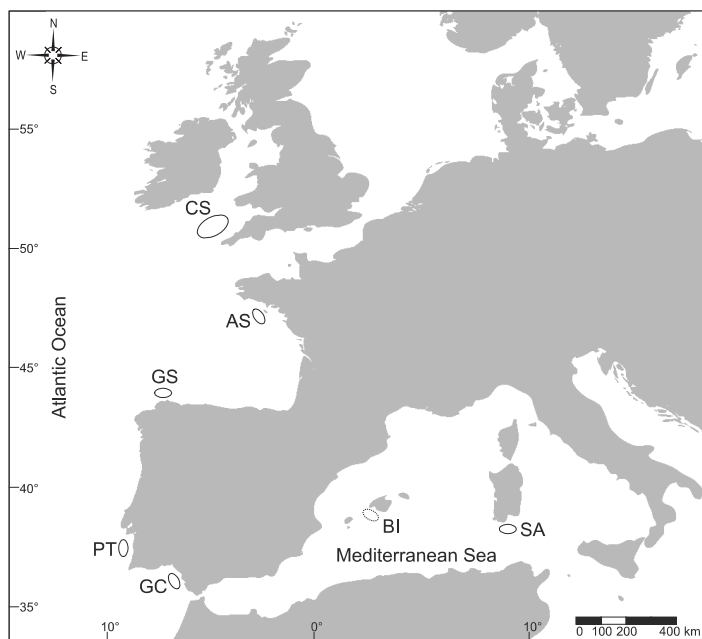 N
W E
S
55°
CS
50°
AS
45°
GS
Atlantic Ocean
40°
BI
SA
PT
Mediterranean Sea
GC
35°
10° 0° 10°
0 100 200 400 km